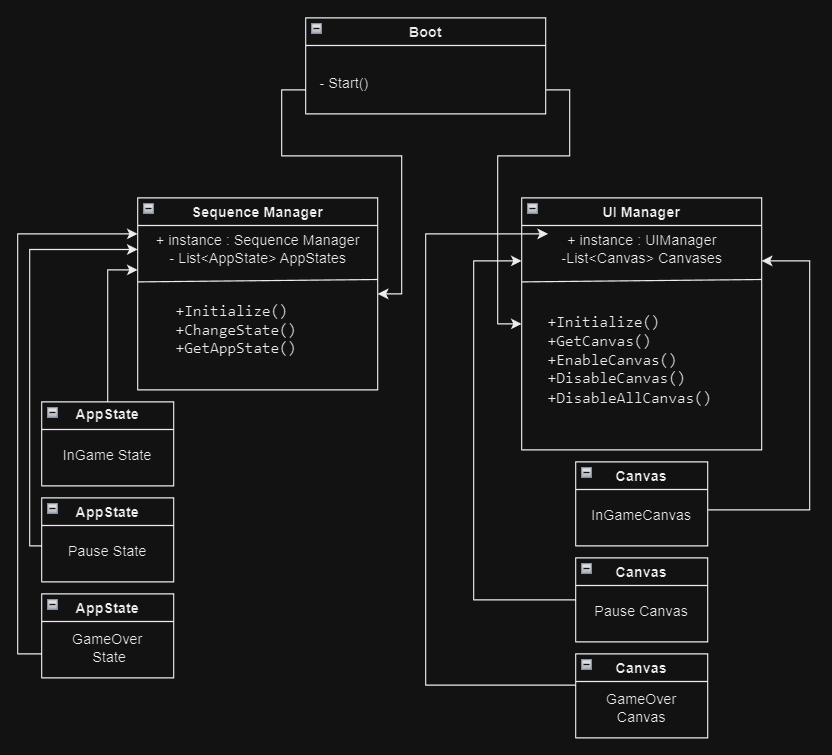 Boot
- Start()
Sequence Manager
+ instance : Sequence Manager
- List<AppState> AppStates
+Initialize()
+ChangeState()
+GetAppState()
UI Manager
+ instance : UIManager
-List<Canvas> Canvases
+Initialize()
+GetCanvas()
+EnableCanvas()
+DisableCanvas()
+DisableAllCanvas()
AppState
InGame State
AppState
Pause State
AppState
GameOver
State
Canvas
InGameCanvas
Canvas
Pause Canvas
Canvas
GameOver
Canvas